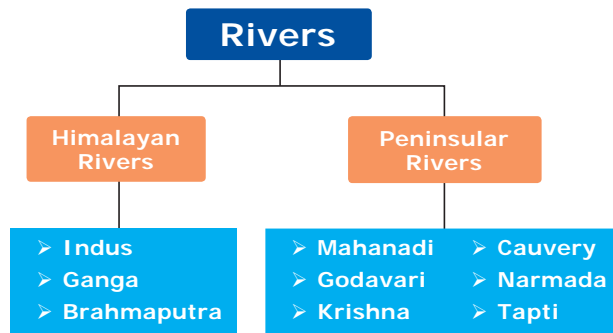 Rivers
Himalayan
Rivers
Peninsular
Rivers
➢ Indus
➢ Ganga
➢ Brahmaputra
➢ Mahanadi
➢ Godavari
➢ Krishna
➢ Cauvery
➢ Narmada
➢ Tapti